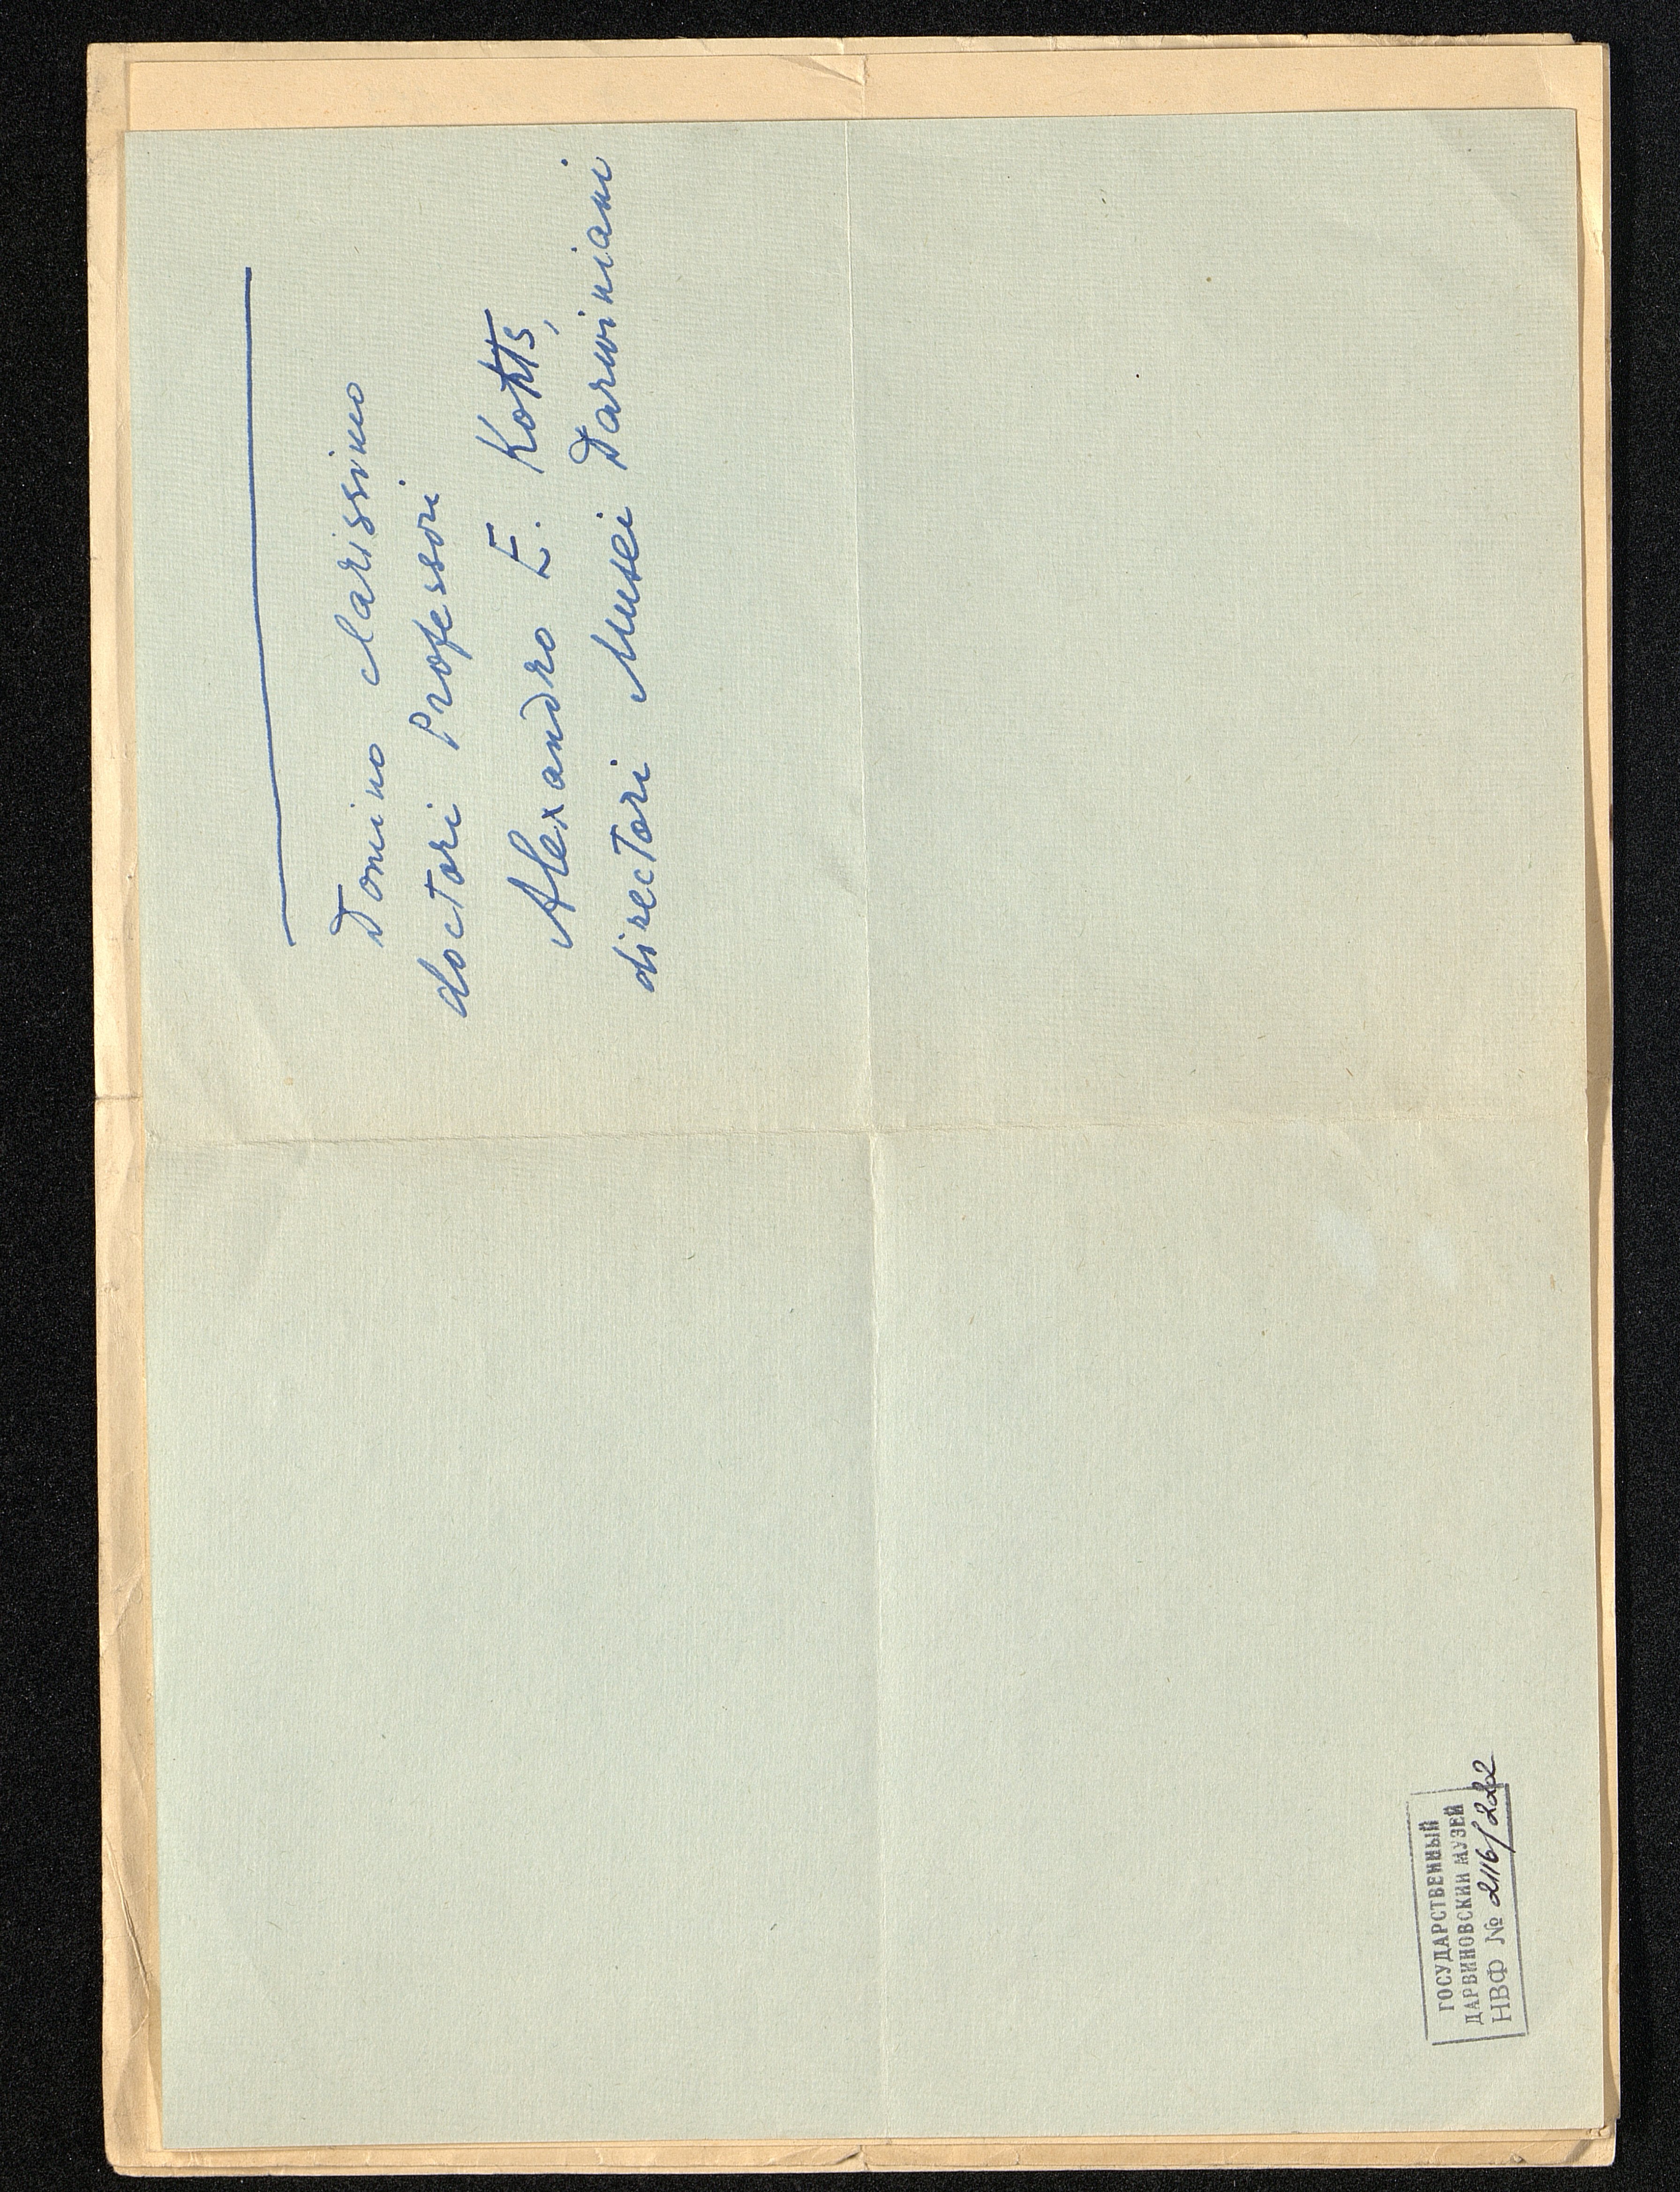 Domino clarissimo
doctori Professori
Alexandro E. Kohts,
directori Musei Darwiniani
ГОСУДАРСТВЕННЫЙ
ДАРВИНОВСКИЙ МУЗЕЙ
НВФ № 2116/222